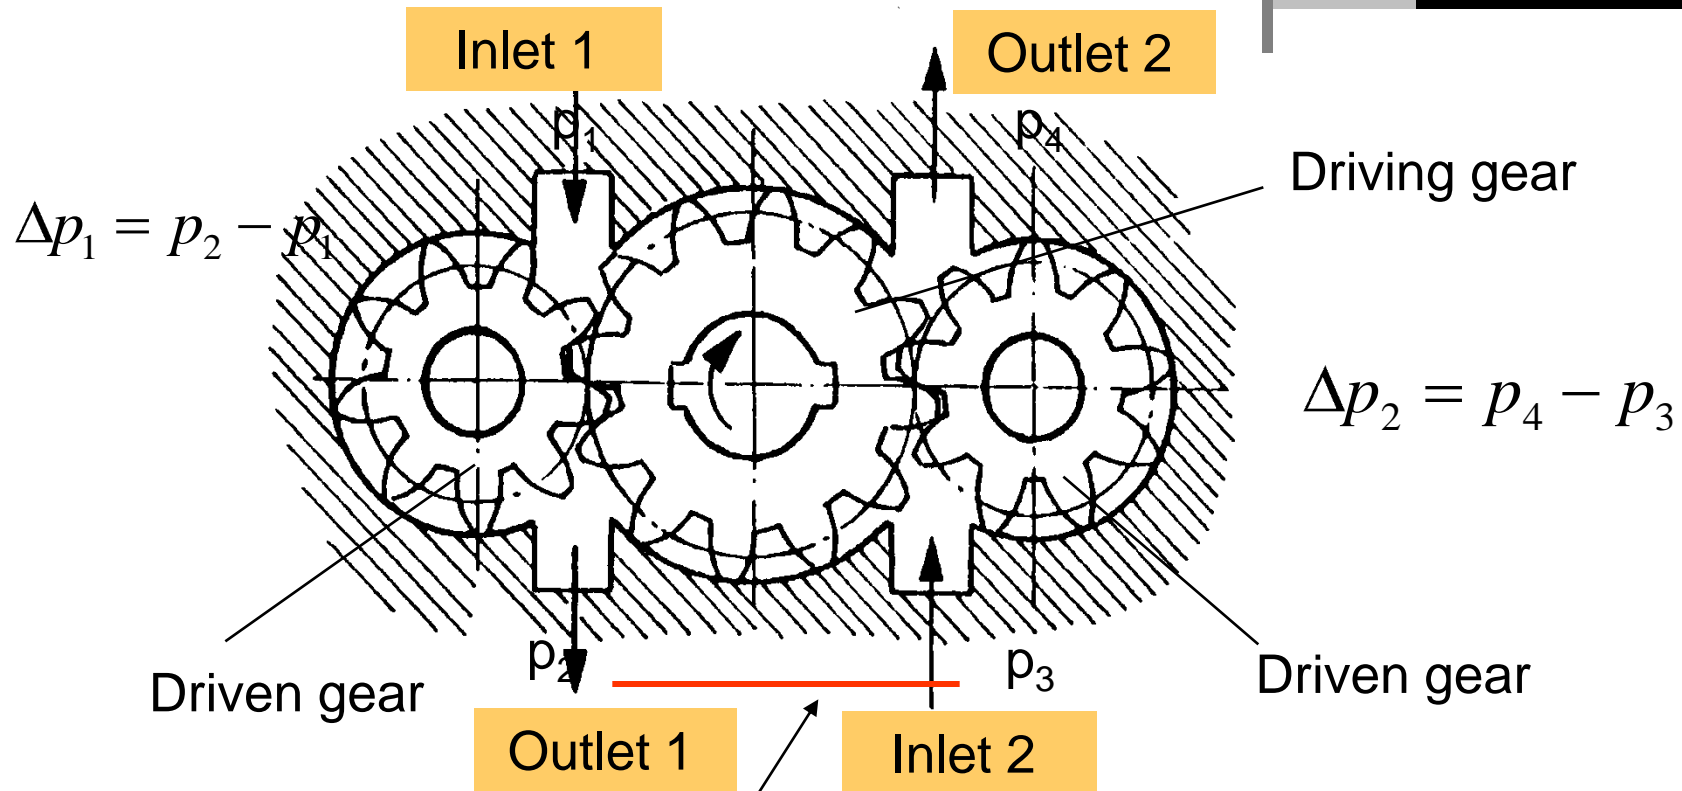 Inlet 1
Outlet 2
p₁
p₄
Driving gear
Δp₁ = p₂ − p₁
Δp₂ = p₄ − p₃
p₂
p₃
Driven gear
Driven gear
Outlet 1
Inlet 2